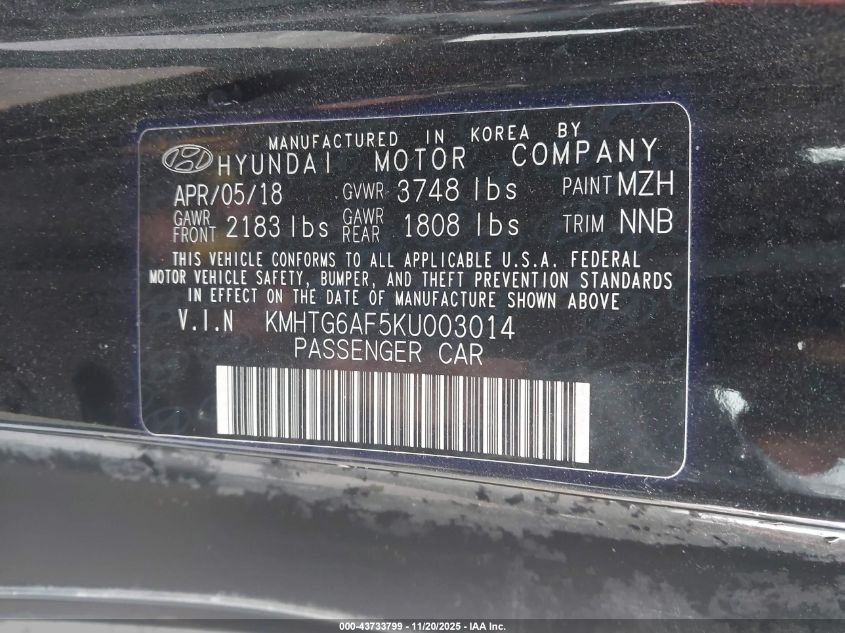 MANUFACTURED IN KOREA BY
HYUNDAI MOTOR COMPANY
APR/05/18 GVWR 3748 lbs PAINT MZH
GAWR FRONT 2183 lbs GAWR REAR 1808 lbs TRIM NNB
THIS VEHICLE CONFORMS TO ALL APPLICABLE U.S.A. FEDERAL
MOTOR VEHICLE SAFETY, BUMPER, AND THEFT PREVENTION STANDARDS
IN EFFECT ON THE DATE OF MANUFACTURE SHOWN ABOVE
V.I.N KMHTG6AF5KU003014
PASSENGER CAR
000-43733799 - 11/20/2025 - IAA Inc.